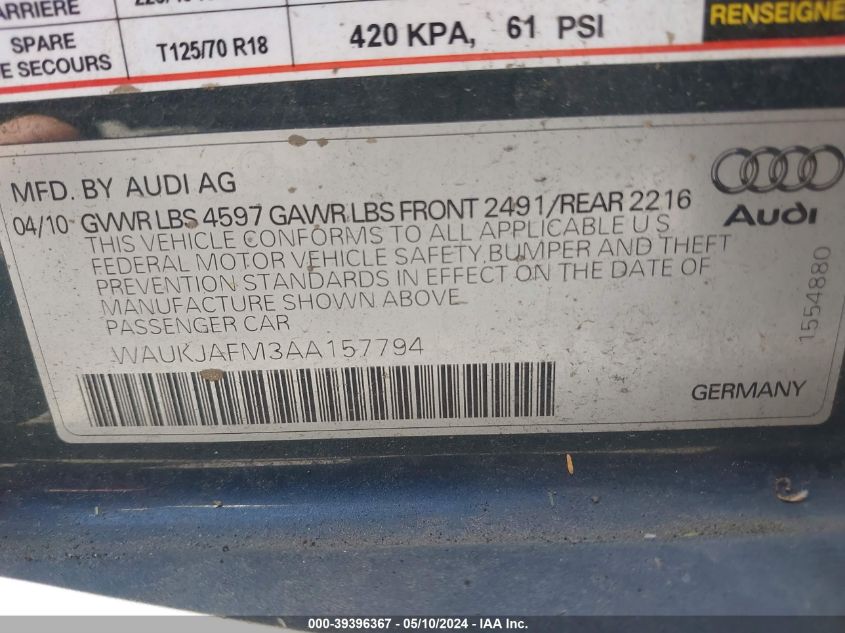 ARRIÈRE
SPARE
E SECOURS
T125/70 R18
420 KPA, 61 PSI
RENSEIGNE
MFD. BY AUDI AG
04/10 GVWR LBS 4597 GAWR LBS FRONT 2491/REAR 2216
THIS VEHICLE CONFORMS TO ALL APPLICABLE U S
FEDERAL MOTOR VEHICLE SAFETY,BUMPER AND THEFT
PREVENTION STANDARDS IN EFFECT ON THE DATE OF
MANUFACTURE SHOWN ABOVE
PASSENGER CAR
WAUKJAFM3AA157794
Audi
1554880
GERMANY
000-39396367 - 05/10/2024 - IAA Inc.